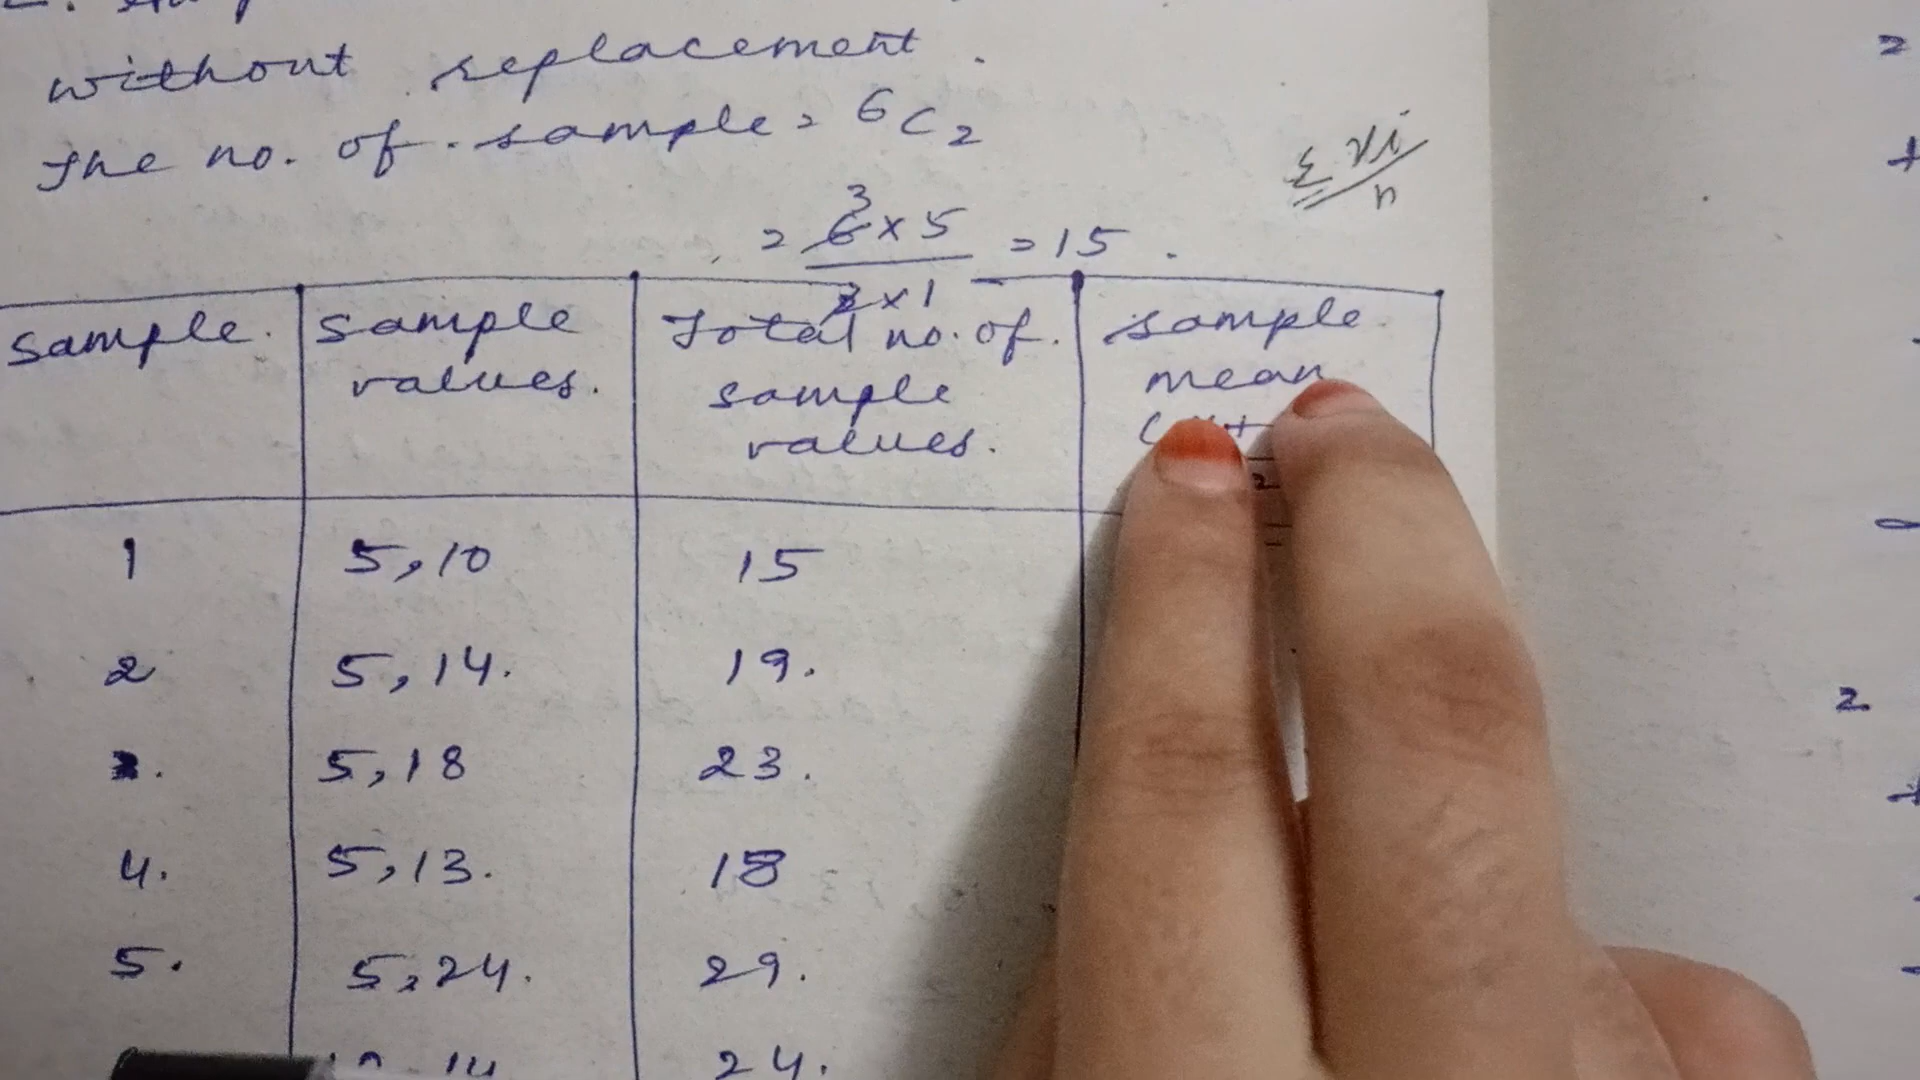 without replacement.
The no. of. sample = 6C2
= 6 3 x 5 = 15.
2 x 1
Σ xi
n
Sample. Sample values. Total no. of. sample values. sample mean
1 5,10 15
2 5,14. 19.
3. 5,18 23.
4. 5,13. 18
5. 5,24. 29.
24.